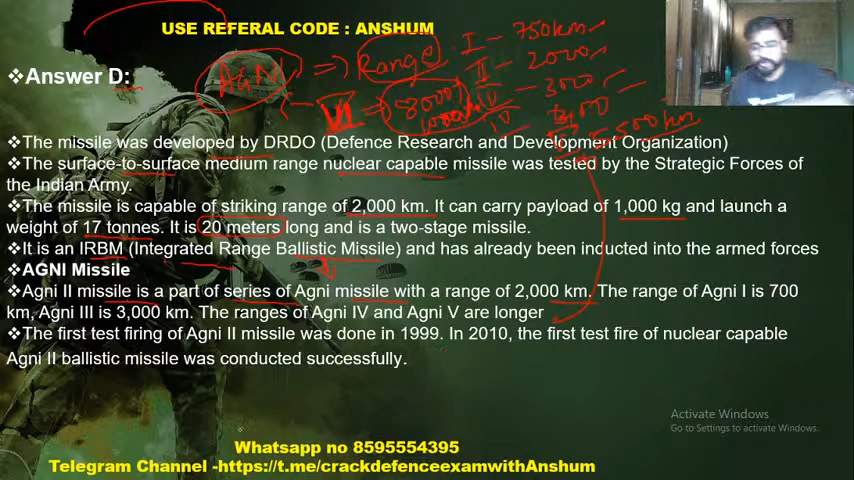 USE REFERAL CODE : ANSHUM
AGNI ⇒ Range I - 750km
II - 2000
III - 3000
VI ⇒ 8000
IV
V - 5500 km
❖Answer D:
❖The missile was developed by DRDO (Defence Research and Development Organization)
❖The surface-to-surface medium range nuclear capable missile was tested by the Strategic Forces of
the Indian Army.
❖The missile is capable of striking range of 2,000 km. It can carry payload of 1,000 kg and launch a
weight of 17 tonnes. It is 20 meters long and is a two-stage missile.
❖It is an IRBM (Integrated Range Ballistic Missile) and has already been inducted into the armed forces
❖AGNI Missile
❖Agni II missile is a part of series of Agni missile with a range of 2,000 km. The range of Agni I is 700
km, Agni III is 3,000 km. The ranges of Agni IV and Agni V are longer
❖The first test firing of Agni II missile was done in 1999. In 2010, the first test fire of nuclear capable
Agni II ballistic missile was conducted successfully.
Activate Windows
Go to Settings to activate Windows.
Whatsapp no 8595554395
Telegram Channel -https://t.me/crackdefenceexamwithAnshum